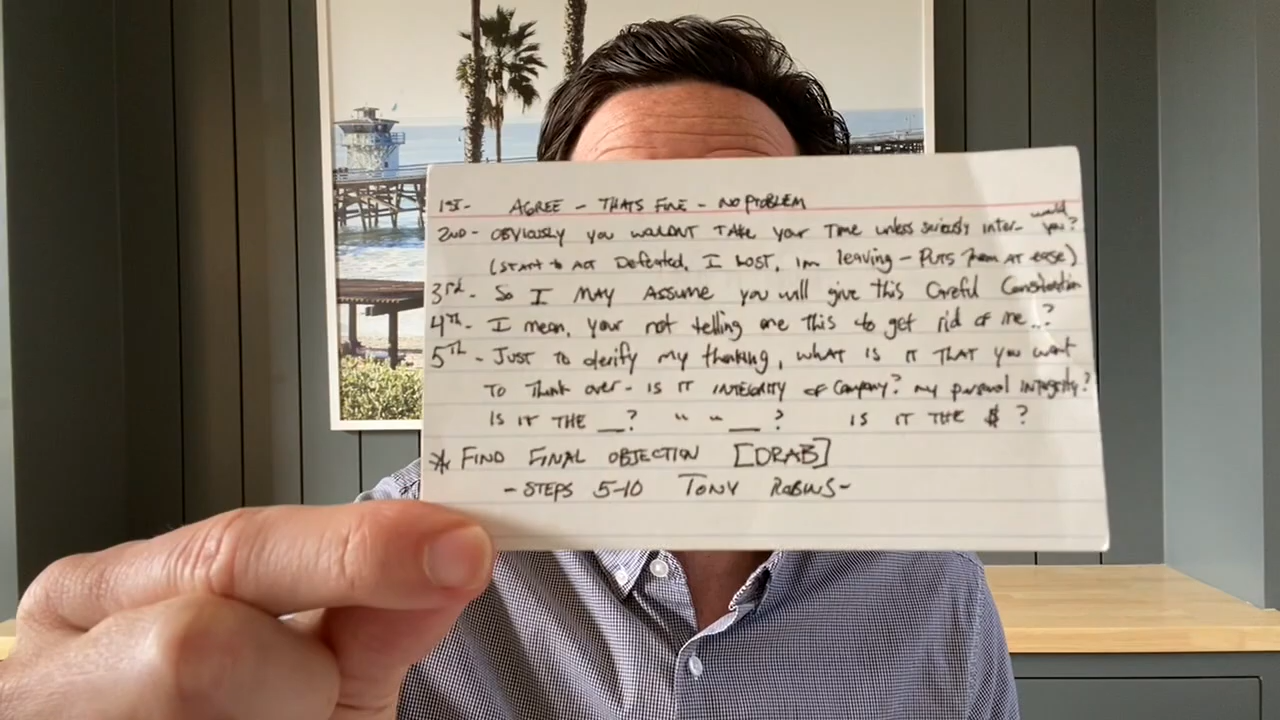 1ST- AGREE - THATS FINE - NO PROBLEM
2ND - OBVIOUSLY you WOULDNT TAKE your TIME unless seriously inter- would you?
(START to ACT Defeated, I LOST, Im leaving - PUTS Them AT ease)
3rd - So I MAY ASSUME you will give this Careful Consideration
4th - I mean, your not telling me this to get rid of me..?
5TH - JUST TO clerify my thinking, WHAT IS IT THAT you want
TO Think over - IS IT INTEGRITY of Company? my personal INTEGRITY?
IS IT THE __? " " __? IS IT THE $?
* FIND FINAL OBJECTION [DRAB]
- STEPS 5-10 TONY ROBINS -